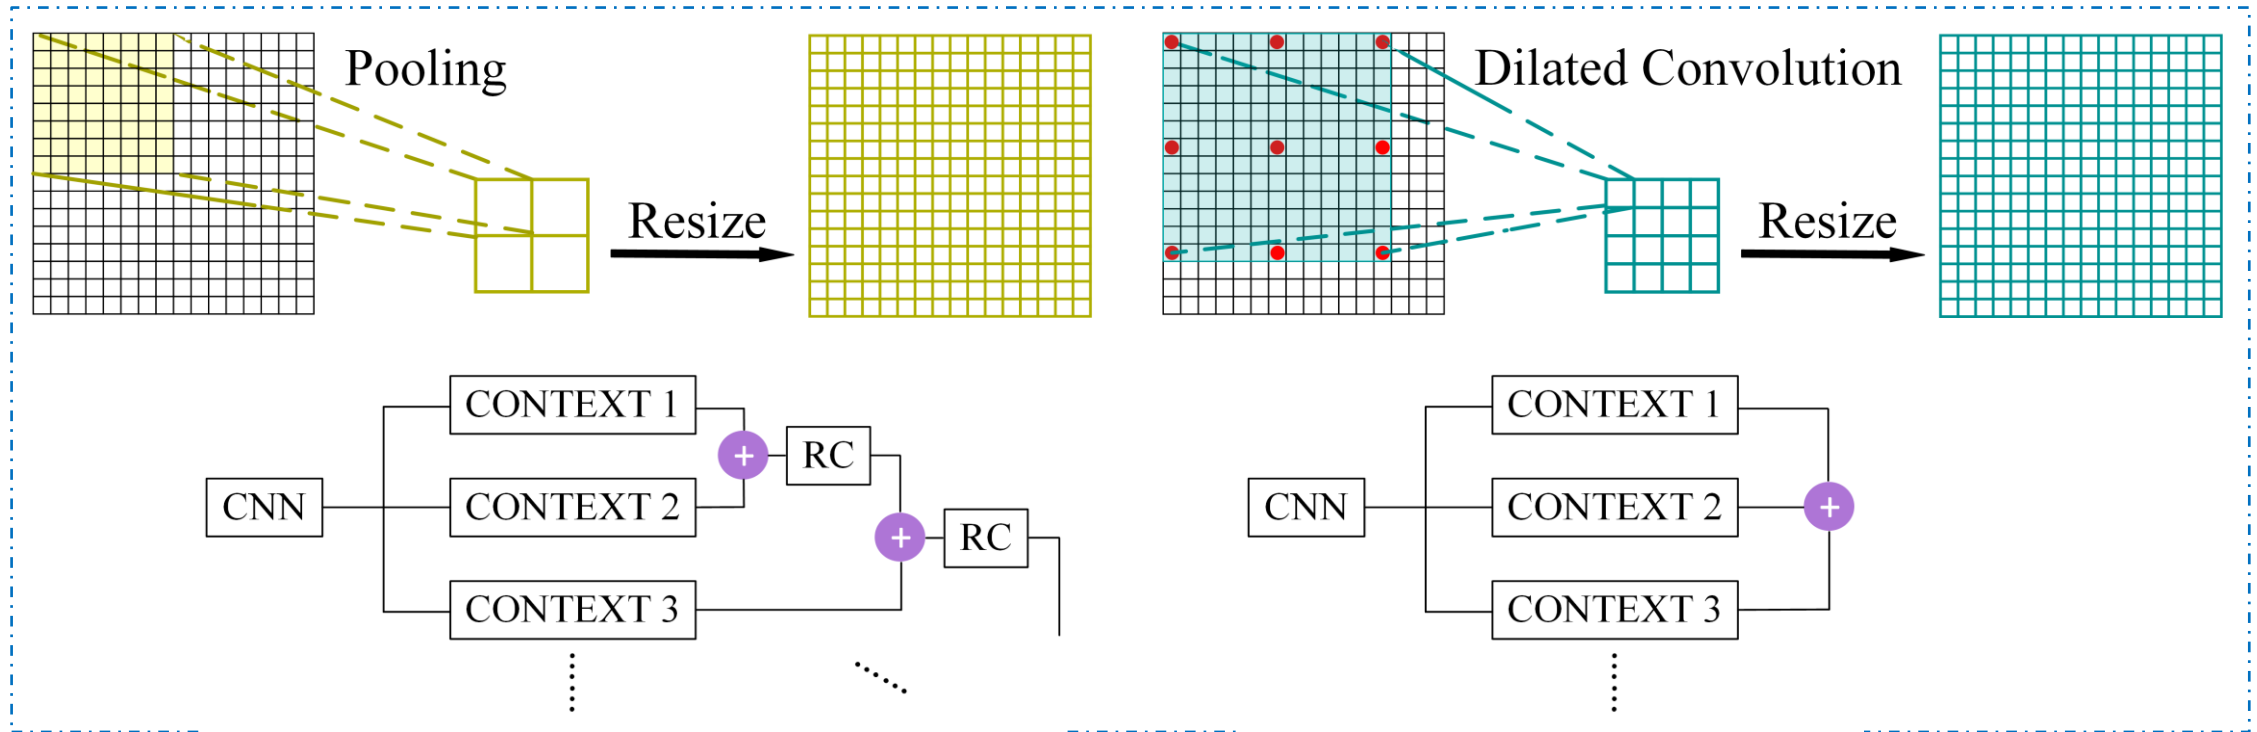 Pooling
Resize
Dilated Convolution
Resize
CONTEXT 1
+
RC
CNN
CONTEXT 2
+
RC
CONTEXT 3
CONTEXT 1
CNN
CONTEXT 2
+
CONTEXT 3